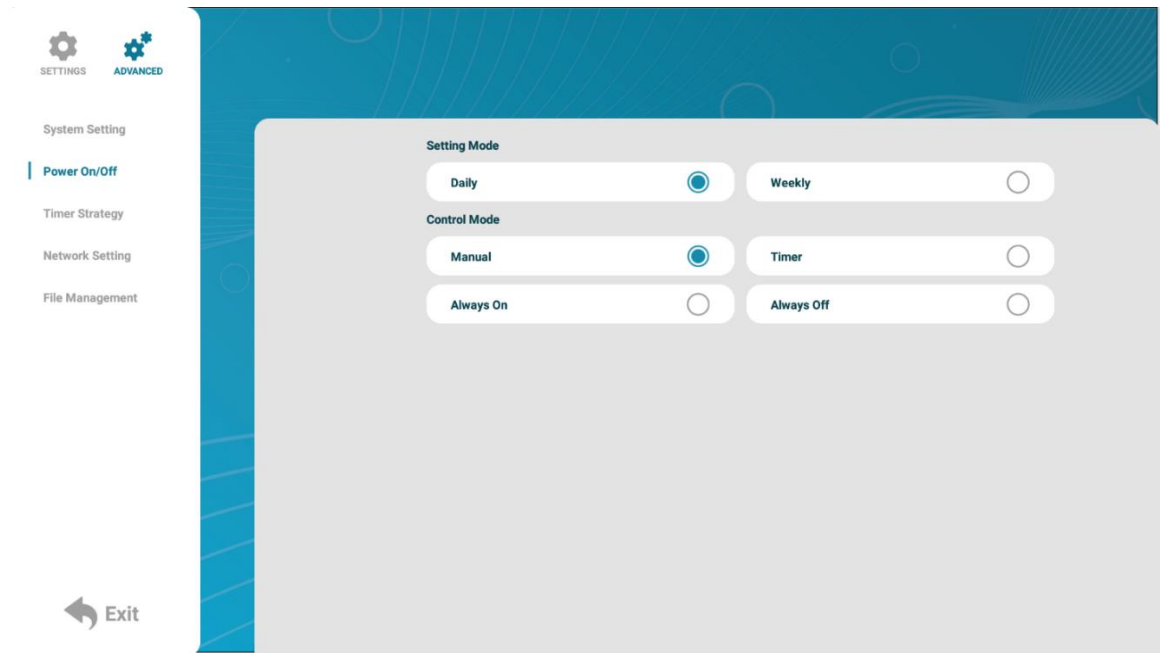 SETTINGS ADVANCED
System Setting
Power On/Off
Timer Strategy
Network Setting
File Management
Exit
Setting Mode
Daily Weekly
Control Mode
Manual Timer
Always On Always Off